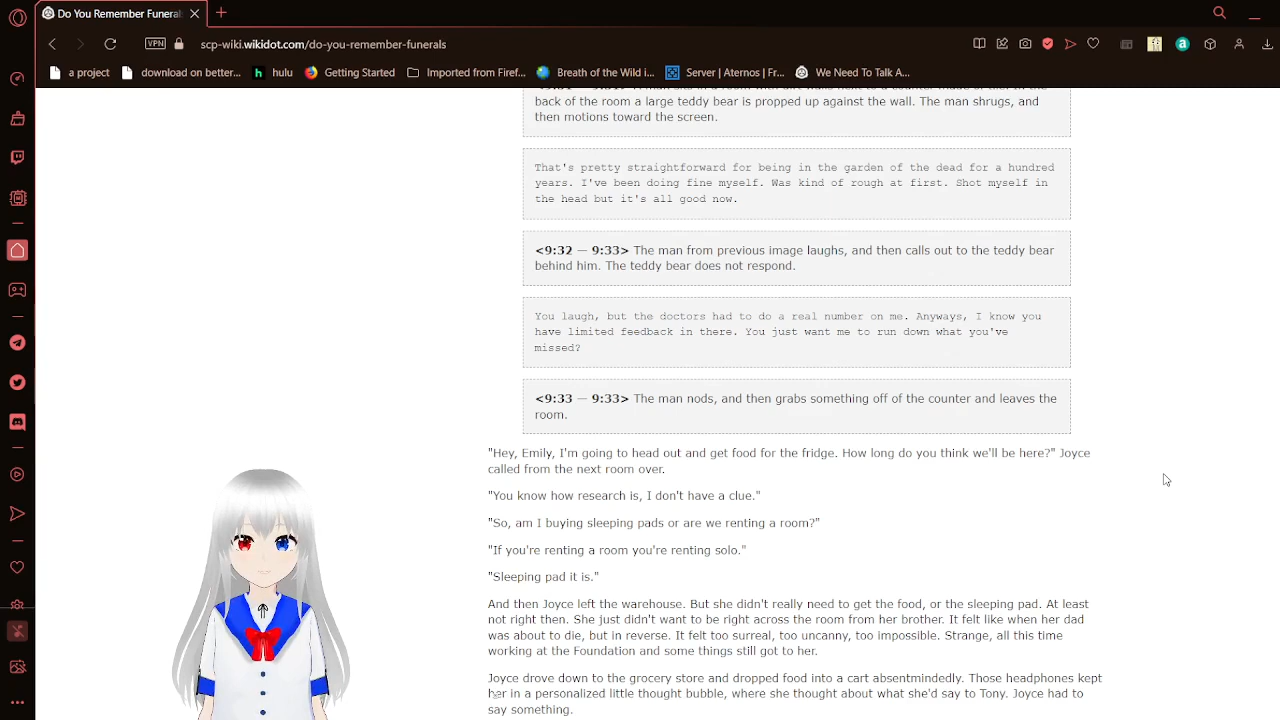 Do You Remember Funerals
scp-wiki.wikidot.com/do-you-remember-funerals
VPN
a project
download on better...
hulu
Getting Started
Imported from Firef...
Breath of the Wild i...
Server | Aternos | Fr...
We Need To Talk A...
back of the room a large teddy bear is propped up against the wall. The man shrugs, and
then motions toward the screen.
That's pretty straightforward for being in the garden of the dead for a hundred
years. I've been doing fine myself. Was kind of rough at first. Shot myself in
the head but it's all good now.
<9:32 — 9:33> The man from previous image laughs, and then calls out to the teddy bear
behind him. The teddy bear does not respond.
You laugh, but the doctors had to do a real number on me. Anyways, I know you
have limited feedback in there. You just want me to run down what you've
missed?
<9:33 — 9:33> The man nods, and then grabs something off of the counter and leaves the
room.
"Hey, Emily, I'm going to head out and get food for the fridge. How long do you think we'll be here?" Joyce
called from the next room over.
"You know how research is, I don't have a clue."
"So, am I buying sleeping pads or are we renting a room?"
"If you're renting a room you're renting solo."
"Sleeping pad it is."
And then Joyce left the warehouse. But she didn't really need to get the food, or the sleeping pad. At least
not right then. She just didn't want to be right across the room from her brother. It felt like when her dad
was about to die, but in reverse. It felt too surreal, too uncanny, too impossible. Strange, all this time
working at the Foundation and some things still got to her.
Joyce drove down to the grocery store and dropped food into a cart absentmindedly. Those headphones kept
her in a personalized little thought bubble, where she thought about what she'd say to Tony. Joyce had to
say something.